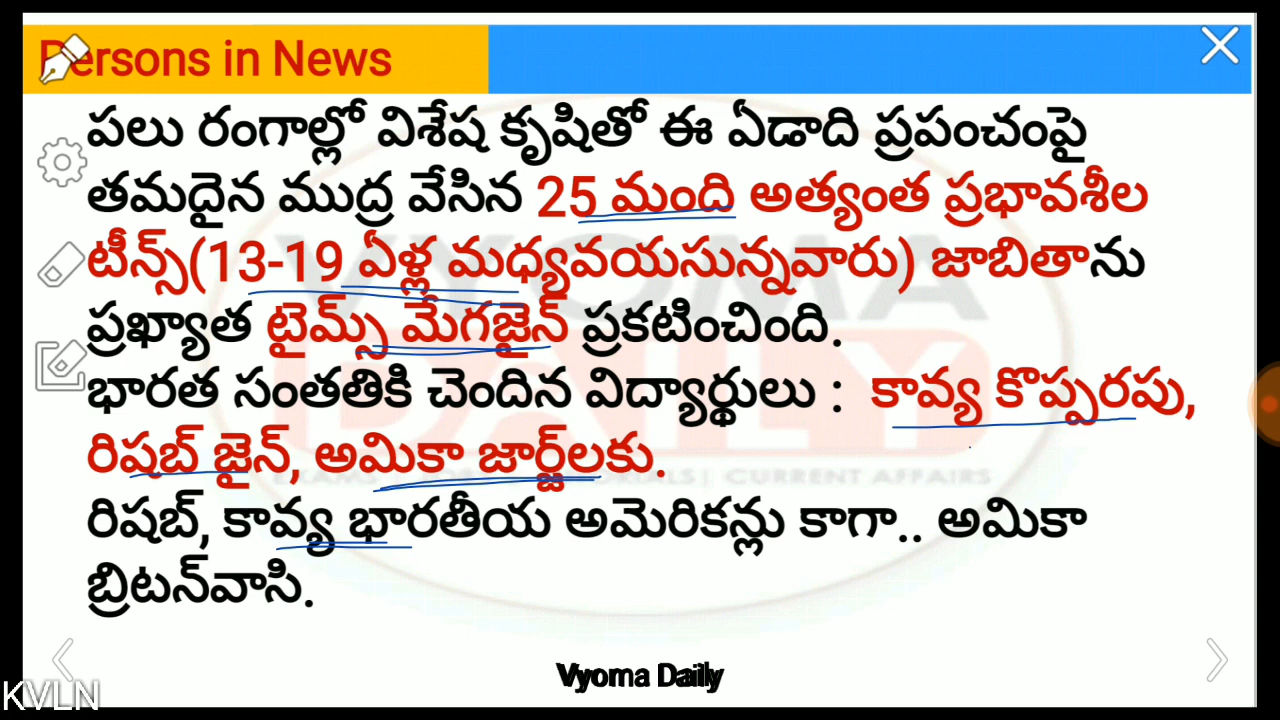 Persons in News
పలు రంగాల్లో విశేష కృషితో ఈ ఏడాది ప్రపంచంపై
తమదైన ముద్ర వేసిన 25 మంది అత్యంత ప్రభావశీల
టీన్స్(13-19 ఏళ్ల మధ్యవయసున్నవారు) జాబితాను
ప్రఖ్యాత టైమ్స్ మేగజైన్ ప్రకటించింది.
భారత సంతతికి చెందిన విద్యార్థులు : కావ్య కొప్పరపు,
రిషబ్ జైన్, అమికా జార్జ్‌లకు.
రిషబ్, కావ్య భారతీయ అమెరికన్లు కాగా.. అమికా
బ్రిటన్‌వాసి.
Vyoma Daily
KVLN